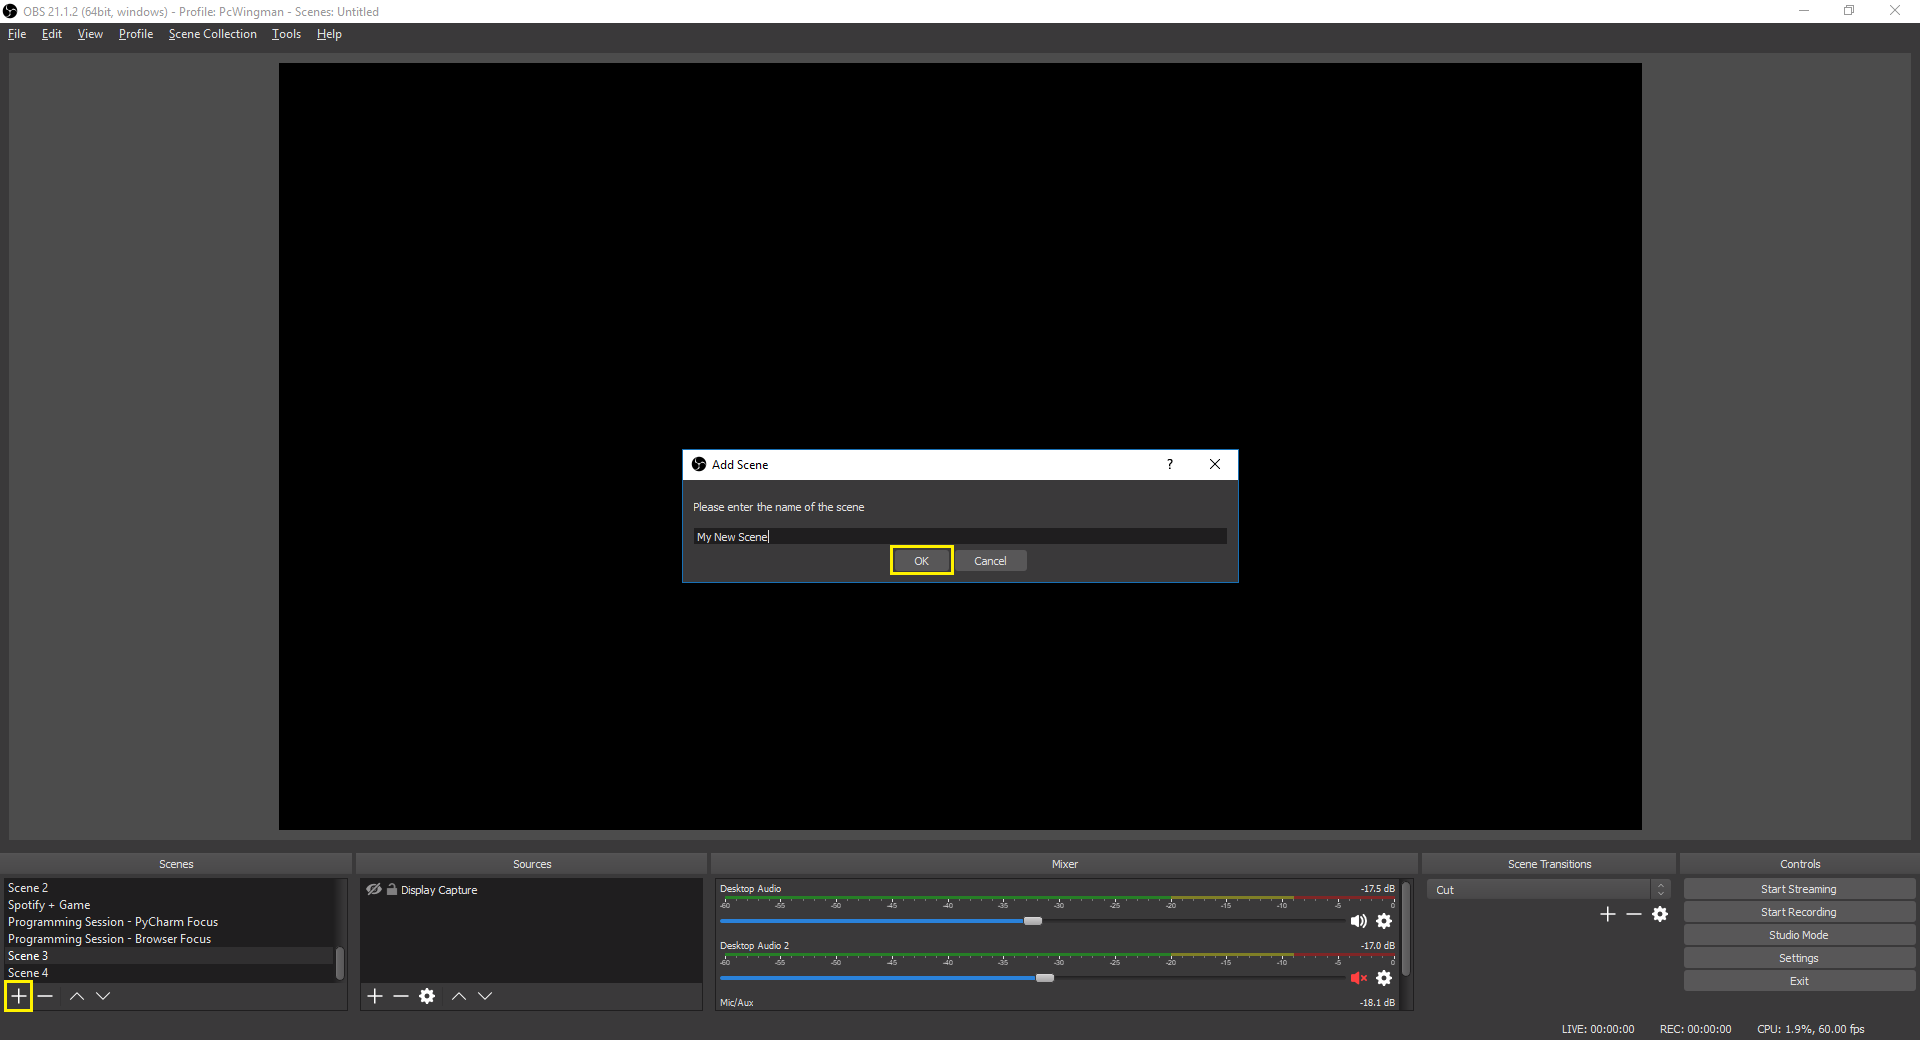 OBS 21.1.2 (64bit, windows) - Profile: PcWingman - Scenes: Untitled
File Edit View Profile Scene Collection Tools Help
Add Scene ?
Please enter the name of the scene
My New Scene
OK Cancel
Scenes
Scene 2
Spotify + Game
Programming Session - PyCharm Focus
Programming Session - Browser Focus
Scene 3
Scene 4
Sources
Display Capture
Mixer
Desktop Audio -17.5 dB
-60 -55 -50 -45 -40 -35 -30 -25 -20 -15 -10 -5 0
Desktop Audio 2 -17.0 dB
-60 -55 -50 -45 -40 -35 -30 -25 -20 -15 -10 -5 0
Mic/Aux -18.1 dB
Scene Transitions
Cut
Controls
Start Streaming
Start Recording
Studio Mode
Settings
Exit
LIVE: 00:00:00 REC: 00:00:00 CPU: 1.9%, 60.00 fps